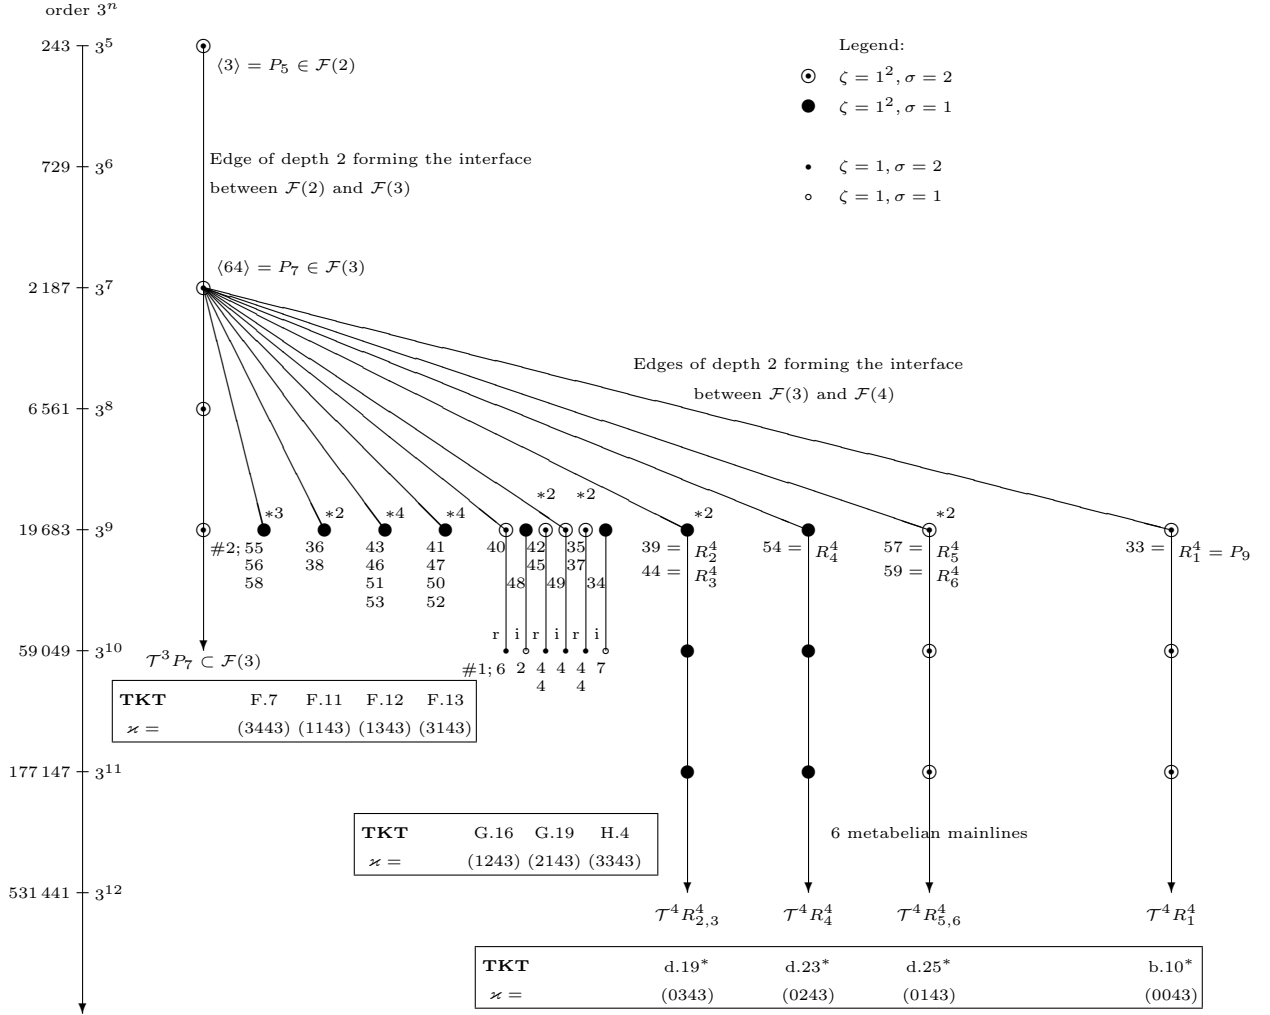 order 3^n
243 3^5
Legend:
⟨3⟩ = P_5 ∈ F(2)
ζ = 1^2, σ = 2
ζ = 1^2, σ = 1
729 3^6
Edge of depth 2 forming the interface
between F(2) and F(3)
ζ = 1, σ = 2
ζ = 1, σ = 1
⟨64⟩ = P_7 ∈ F(3)
2 187 3^7
Edges of depth 2 forming the interface
between F(3) and F(4)
6 561 3^8
*2 *2
*3 *2 *4 *4 *2 *2
19 683 3^9
#2; 55 36 43 41 40 42 35 39 = R_2^4 54 = R_4^4 57 = R_5^4 33 = R_1^4 = P_9
56 38 46 47 45 37 44 = R_3^4 59 = R_6^4
58 51 50 48 49 34
53 52
r i r i r i
59 049 3^10
T^3 P_7 ⊂ F(3)
#1; 6 2 4 4 4 7
4 4
TKT F.7 F.11 F.12 F.13
ϰ = (3443) (1143) (1343) (3143)
177 147 3^11
TKT G.16 G.19 H.4
ϰ = (1243) (2143) (3343)
6 metabelian mainlines
531 441 3^12
T^4 R_{2,3}^4 T^4 R_4^4 T^4 R_{5,6}^4 T^4 R_1^4
TKT d.19* d.23* d.25* b.10*
ϰ = (0343) (0243) (0143) (0043)